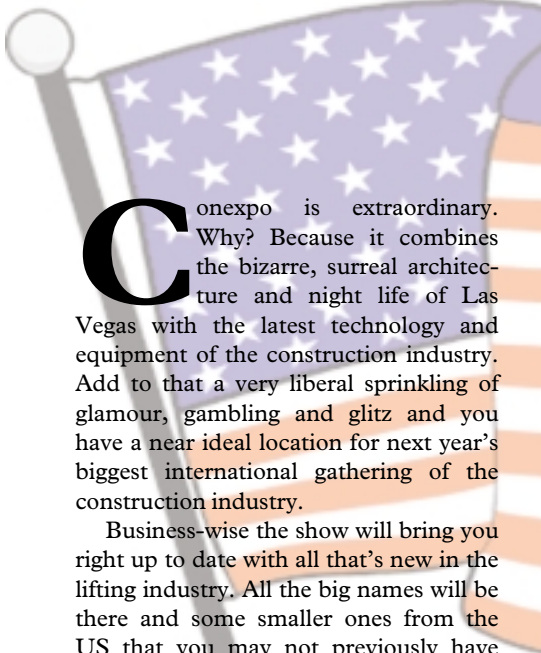 Conexpo is extraordinary.
Why? Because it combines
the bizarre, surreal architec-
ture and night life of Las
Vegas with the latest technology and
equipment of the construction industry.
Add to that a very liberal sprinkling of
glamour, gambling and glitz and you
have a near ideal location for next year's
biggest international gathering of the
construction industry.
Business-wise the show will bring you
right up to date with all that's new in the
lifting industry. All the big names will be
there and some smaller ones from the
US that you may not previously have